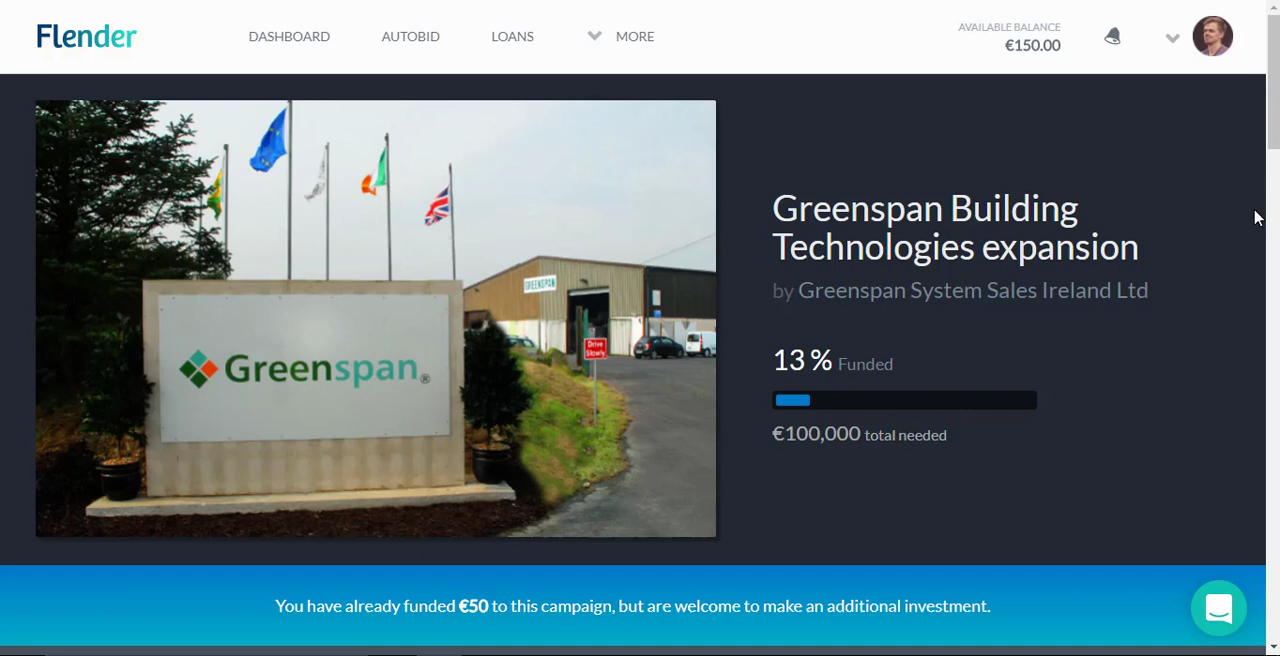 Flender
DASHBOARD
AUTOBID
LOANS
MORE
AVAILABLE BALANCE
€150.00
GREENSPAN
Drive
Slowly
Greenspan®
Greenspan Building
Technologies expansion
by Greenspan System Sales Ireland Ltd
13 % Funded
€100,000 total needed
You have already funded €50 to this campaign, but are welcome to make an additional investment.